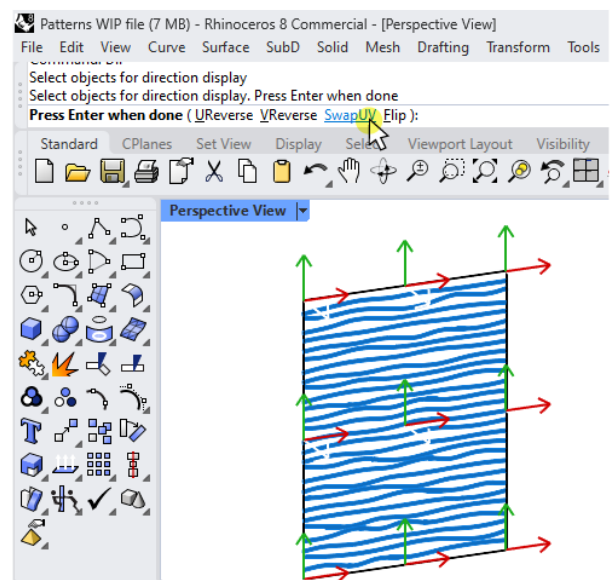 Patterns WIP file (7 MB) - Rhinoceros 8 Commercial - [Perspective View]
File Edit View Curve Surface SubD Solid Mesh Drafting Transform Tools
Select objects for direction display
Select objects for direction display. Press Enter when done
Press Enter when done ( UReverse VReverse SwapUV Flip ):
Standard CPlanes Set View Display Select Viewport Layout Visibility
Perspective View